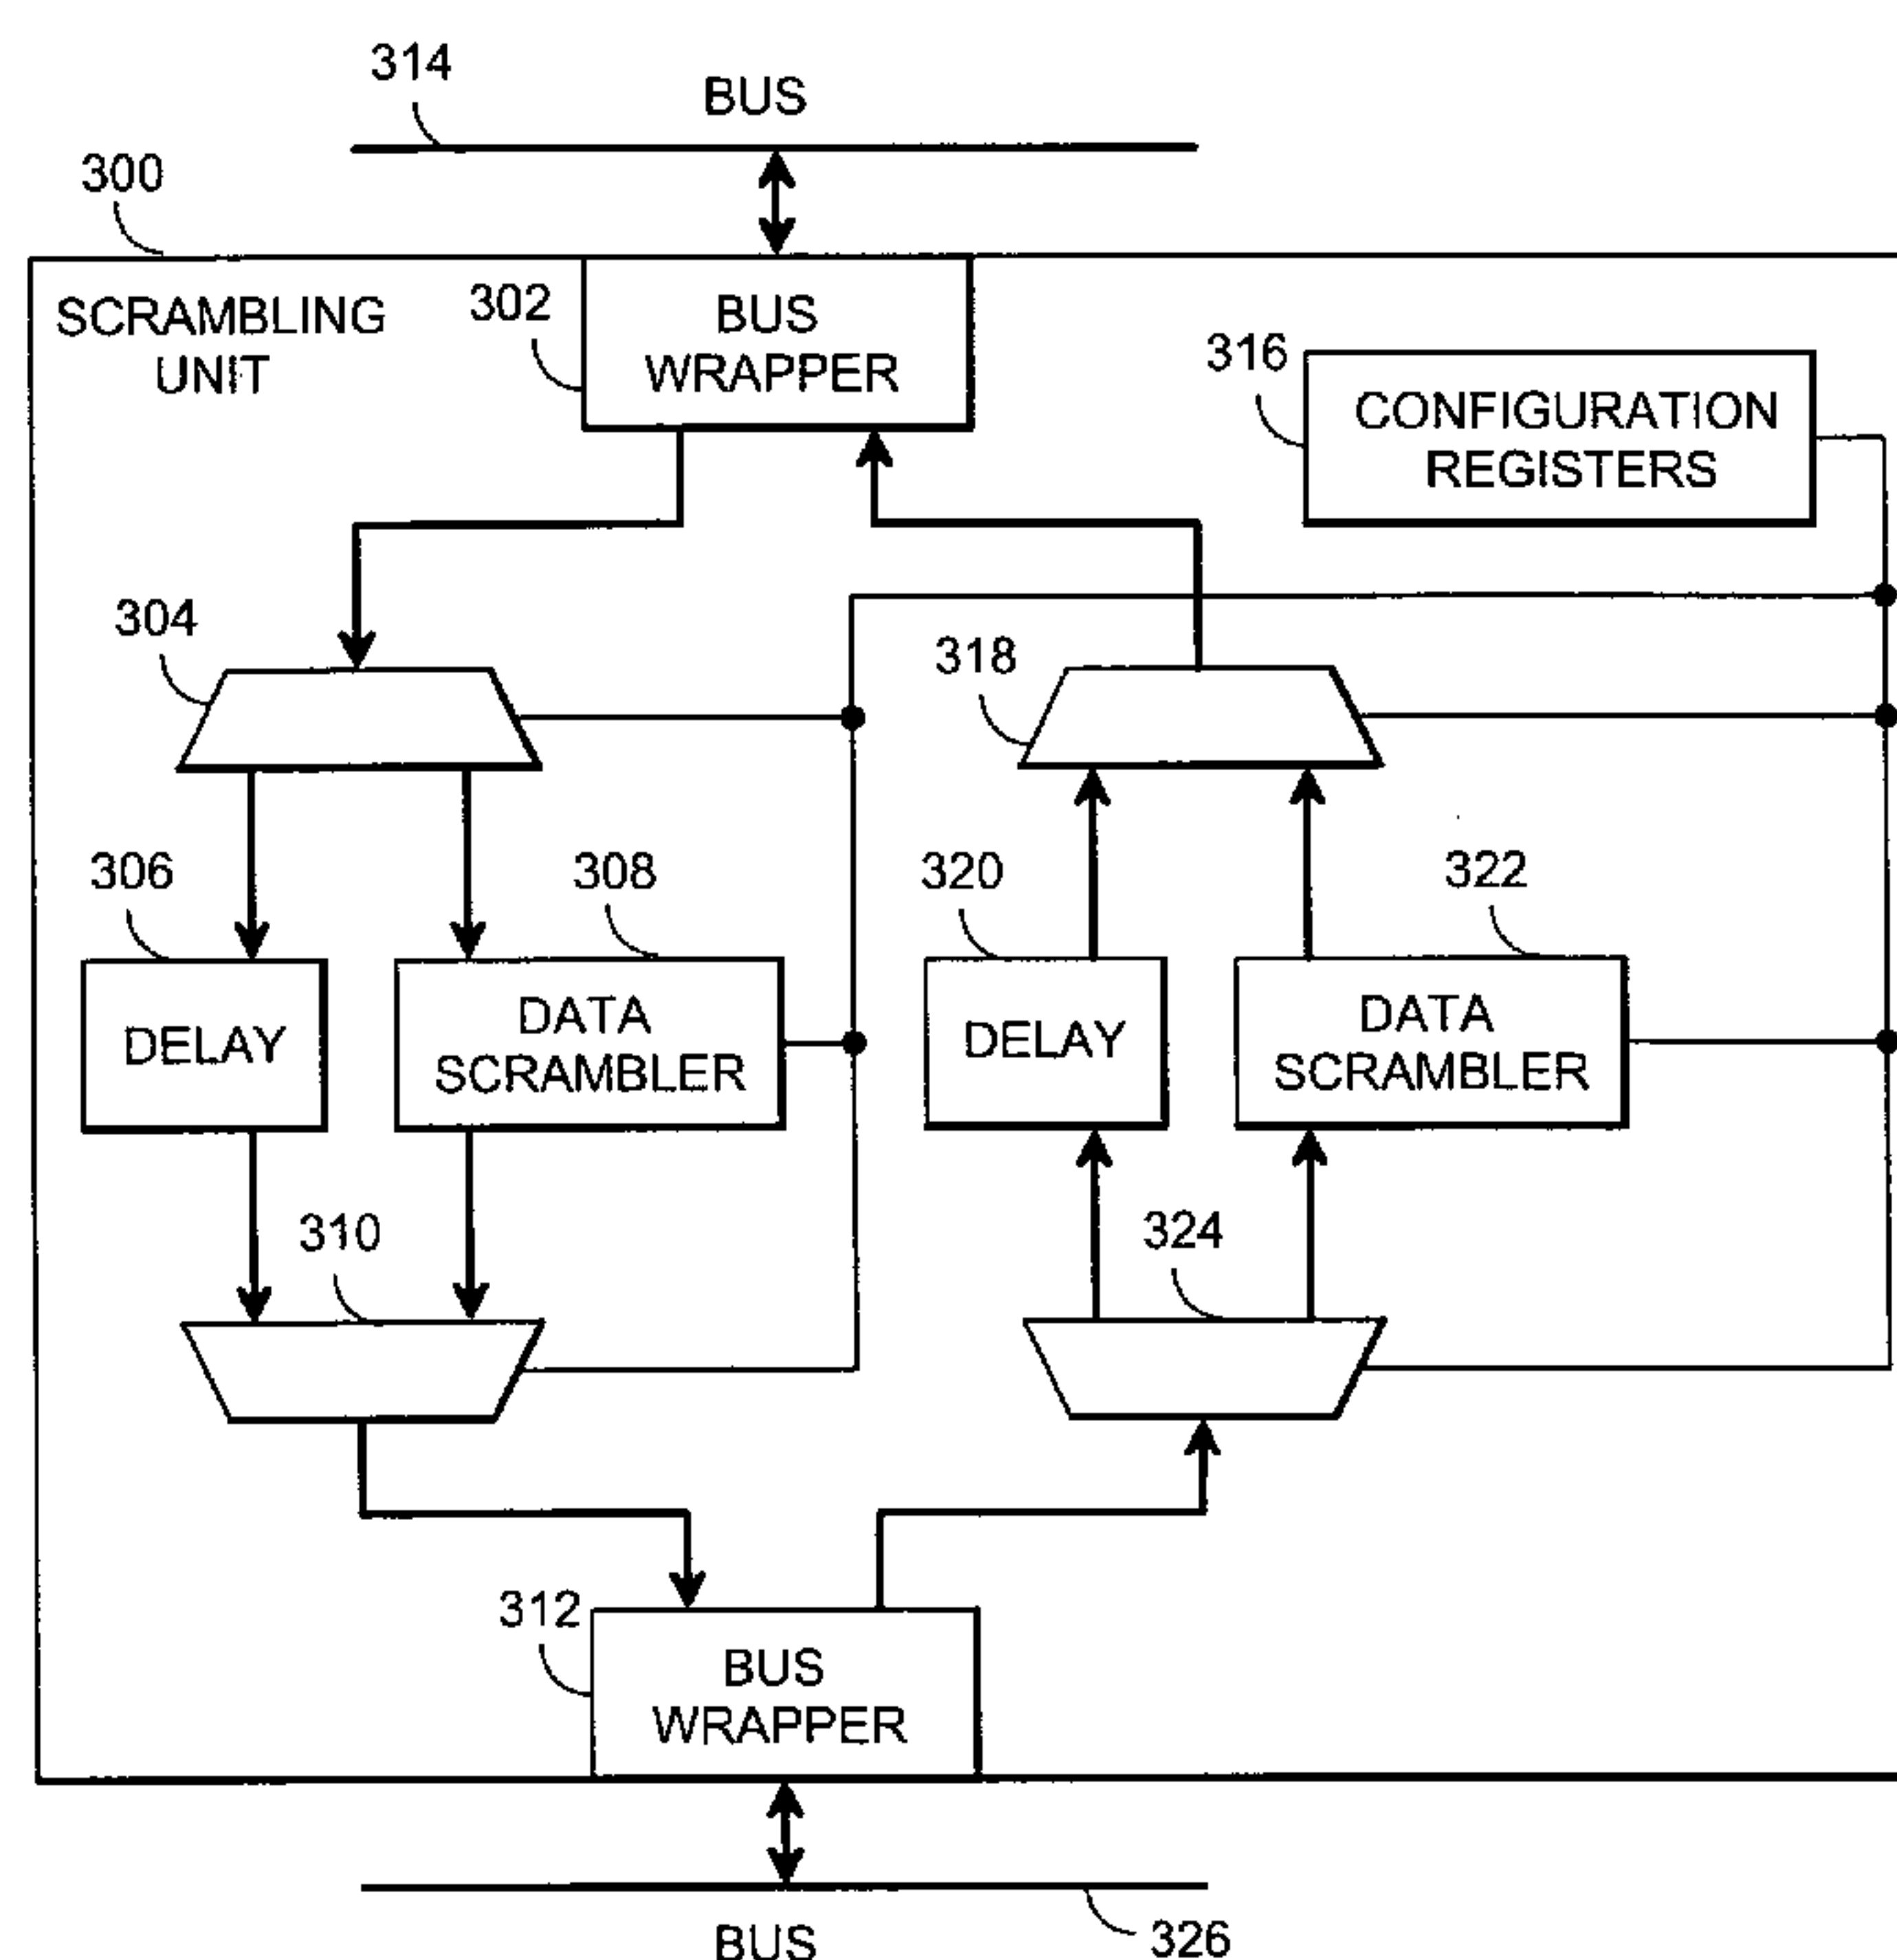 314
BUS
300
SCRAMBLING
UNIT
302
BUS
WRAPPER
316
CONFIGURATION
REGISTERS
304
318
306
308
320
322
DELAY
DATA
SCRAMBLER
DELAY
DATA
SCRAMBLER
310
324
312
BUS
WRAPPER
BUS
326